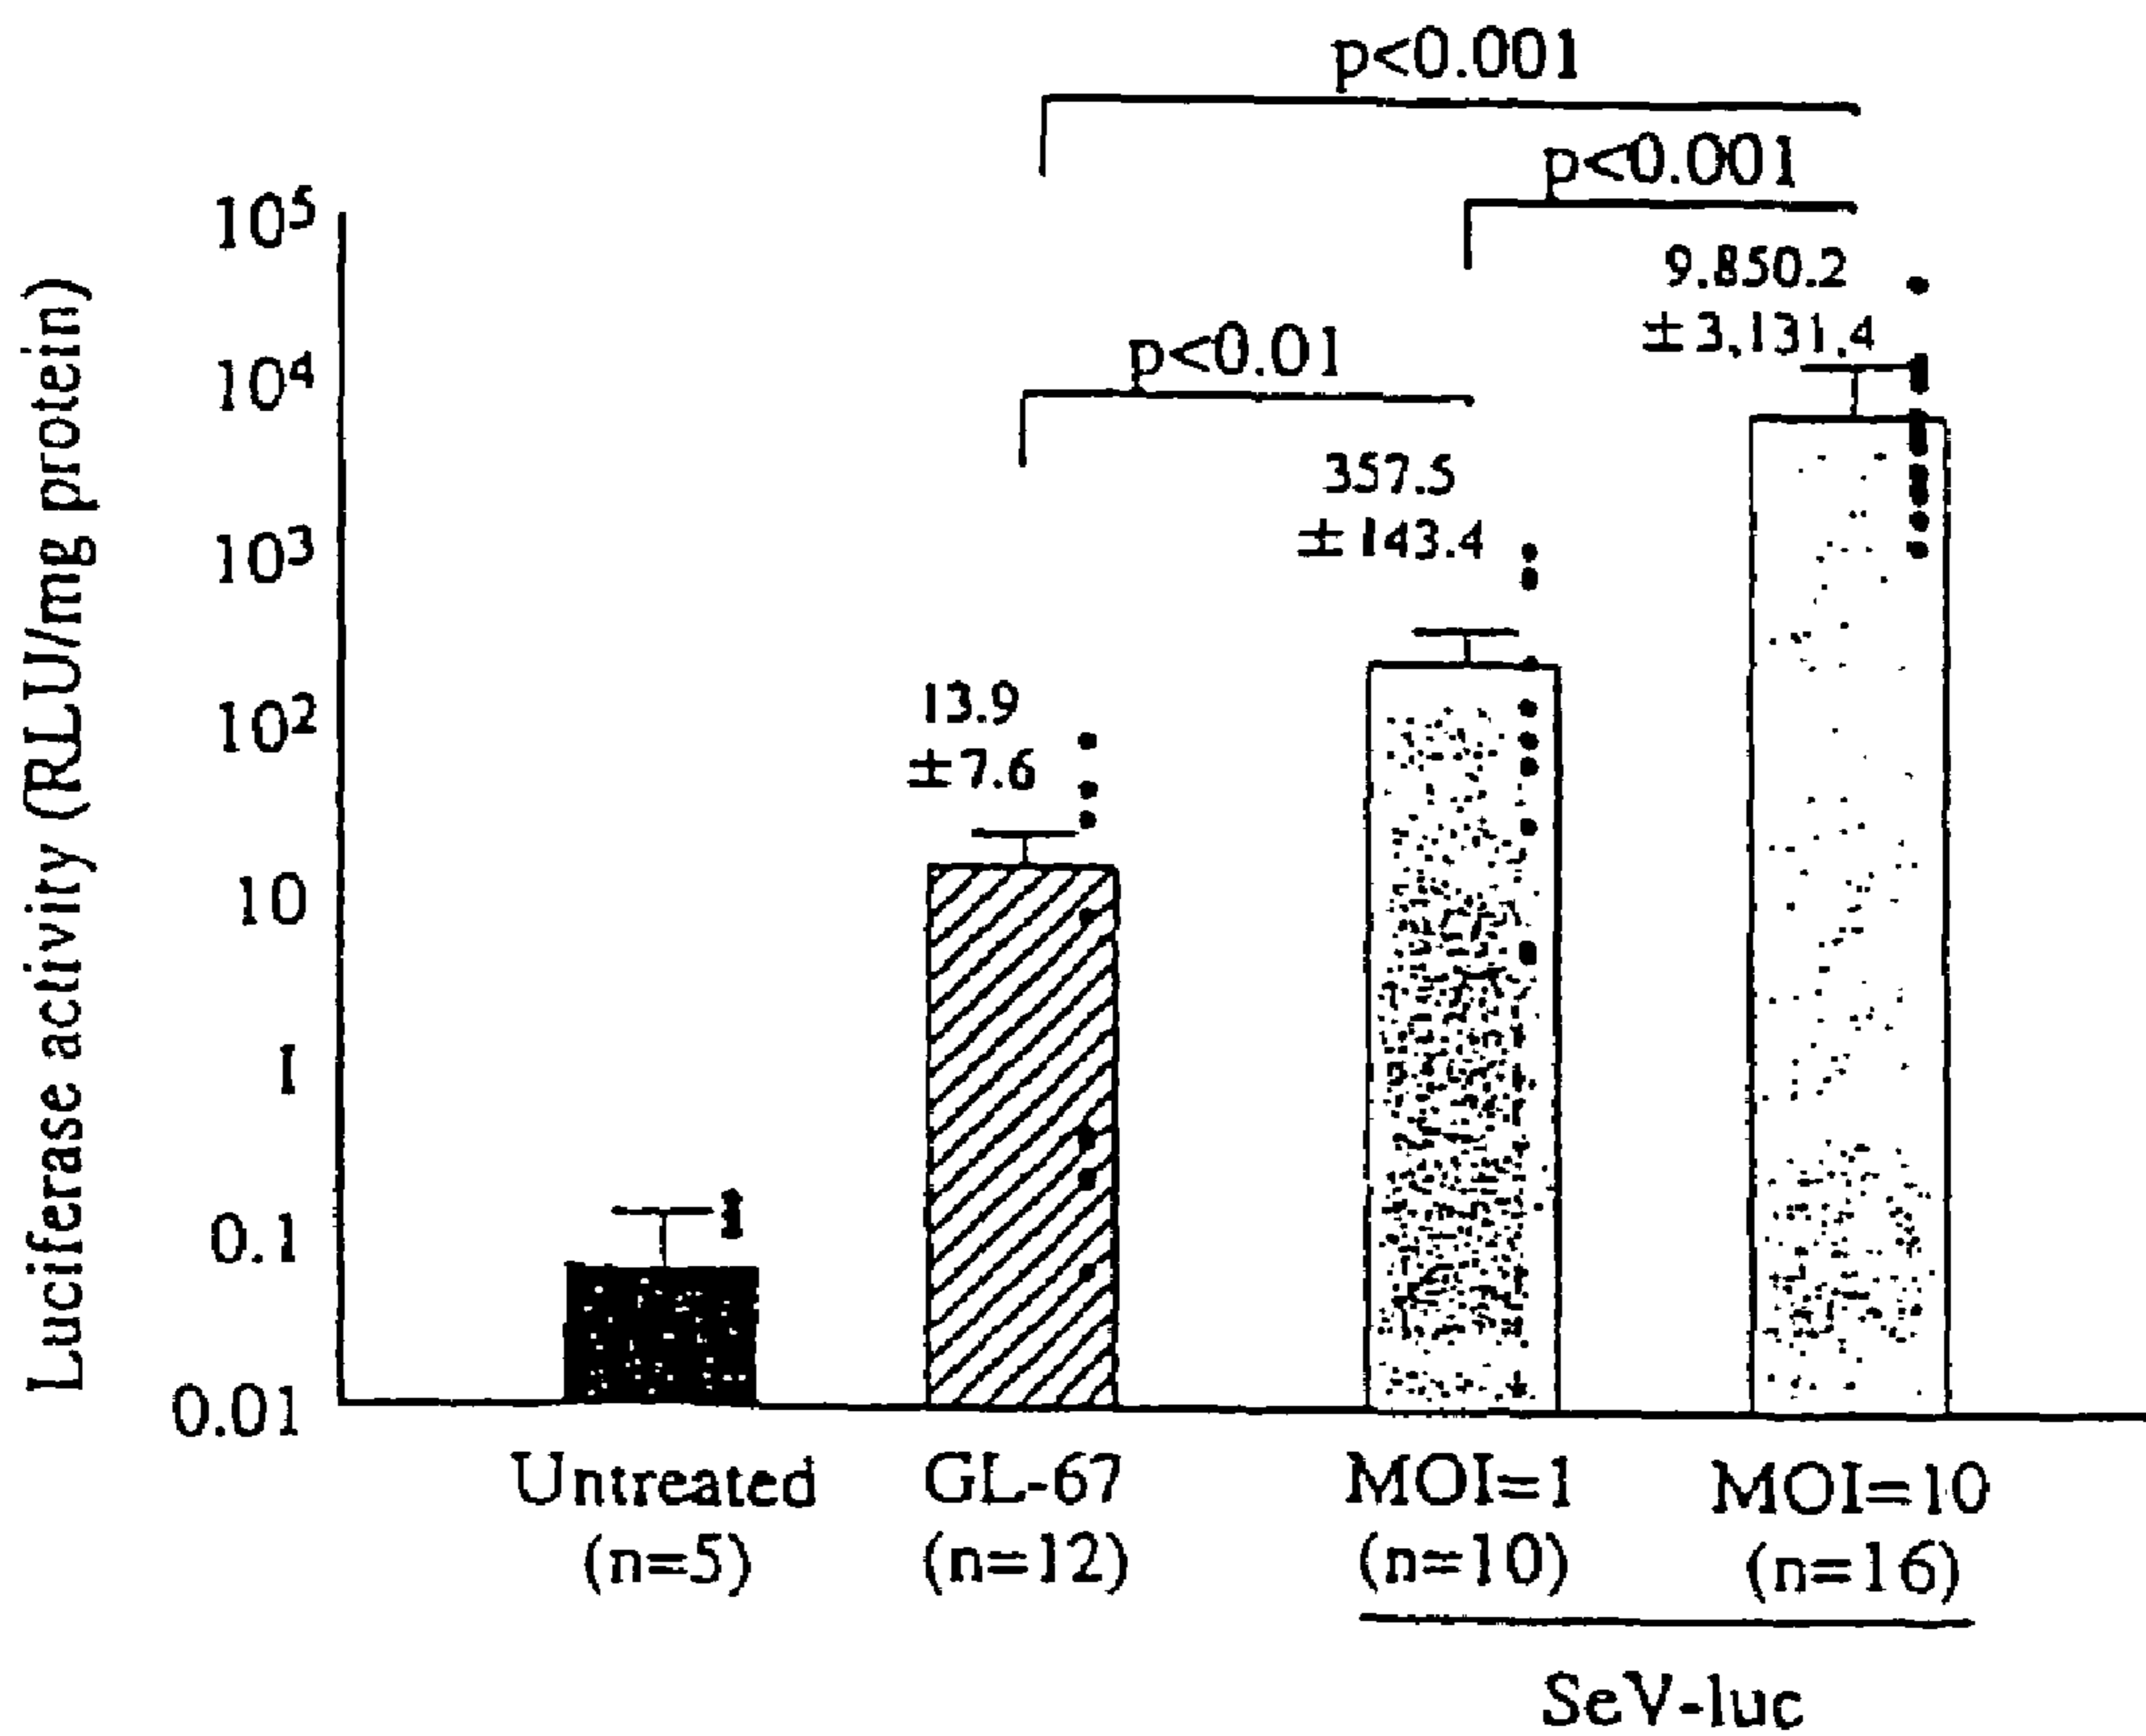 p<0.001
p<0.001
9.850.2
±3,131.4
p<0.01
357.5
±143.4
13.9
±7.6
Luciferase activity (RLU/mg protein)
10⁵
10⁴
10³
10²
10
1
0.1
0.01
Untreated
(n=5)
GL-67
(n=12)
MOI=1
(n=10)
MOI=10
(n=16)
SeV-luc